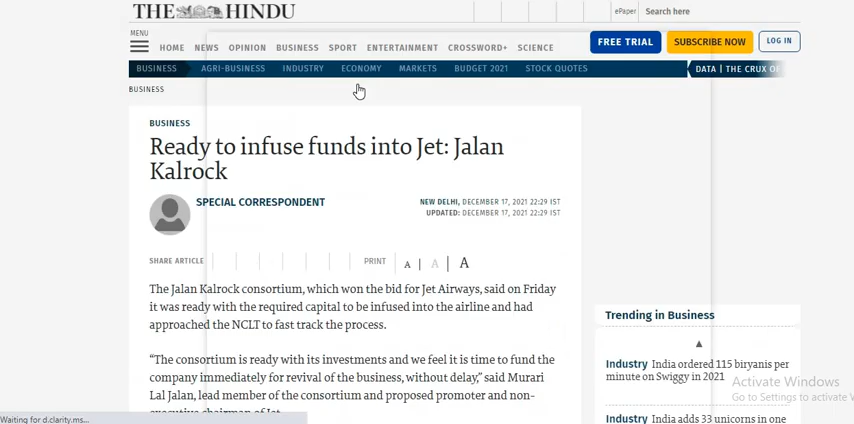 THE HINDU
ePaper Search here
MENU
HOME NEWS OPINION BUSINESS SPORT ENTERTAINMENT CROSSWORD+ SCIENCE
FREE TRIAL SUBSCRIBE NOW LOG IN
BUSINESS AGRI-BUSINESS INDUSTRY ECONOMY MARKETS BUDGET 2021 STOCK QUOTES DATA | THE CRUX
BUSINESS
BUSINESS
Ready to infuse funds into Jet: Jalan
Kalrock
SPECIAL CORRESPONDENT
NEW DELHI, DECEMBER 17, 2021 22:29 IST
UPDATED: DECEMBER 17, 2021 22:29 IST
SHARE ARTICLE PRINT A | A | A
The Jalan Kalrock consortium, which won the bid for Jet Airways, said on Friday
it was ready with the required capital to be infused into the airline and had
approached the NCLT to fast track the process.
“The consortium is ready with its investments and we feel it is time to fund the
company immediately for revival of the business, without delay,” said Murari
Lal Jalan, lead member of the consortium and proposed promoter and non-
executive chairman of Jet
Trending in Business
Industry India ordered 115 biryanis per
minute on Swiggy in 2021
Industry India adds 33 unicorns in one
Activate Windows
Go to Settings to activate
Waiting for d.clarity.ms...